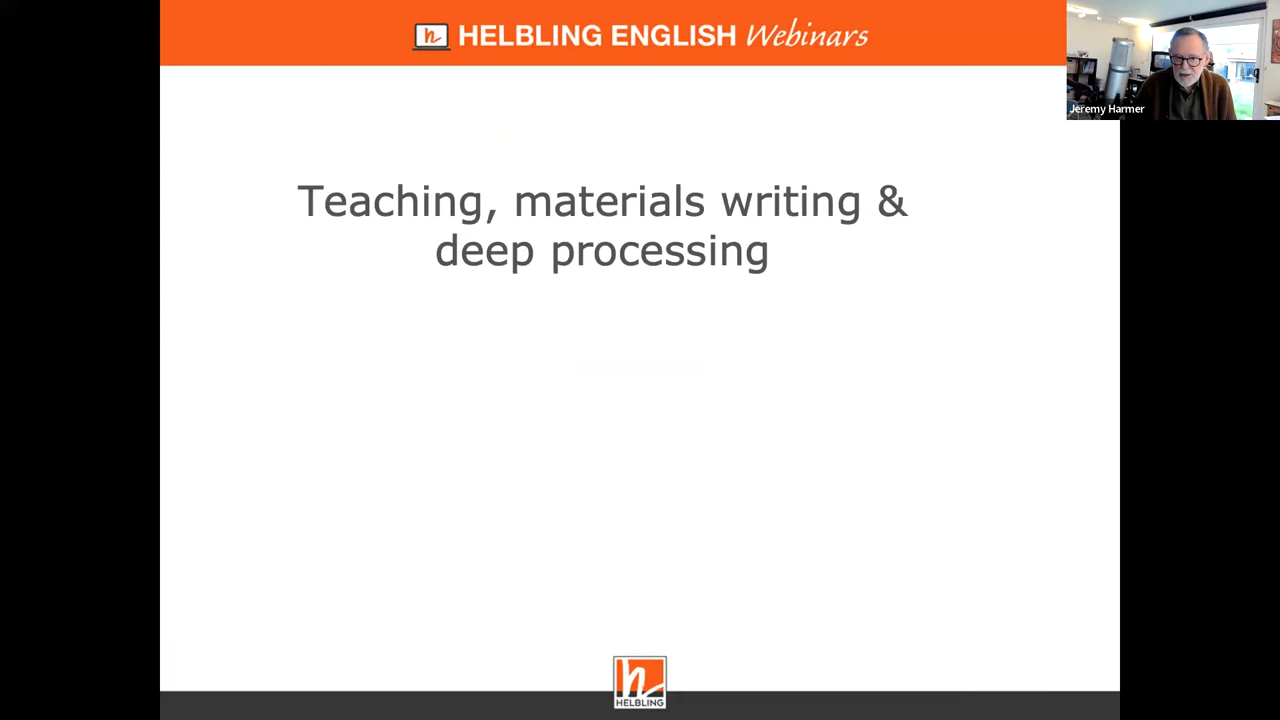 HELBLING ENGLISH Webinars
Jeremy Harmer
Teaching, materials writing &
deep processing
HELBLING